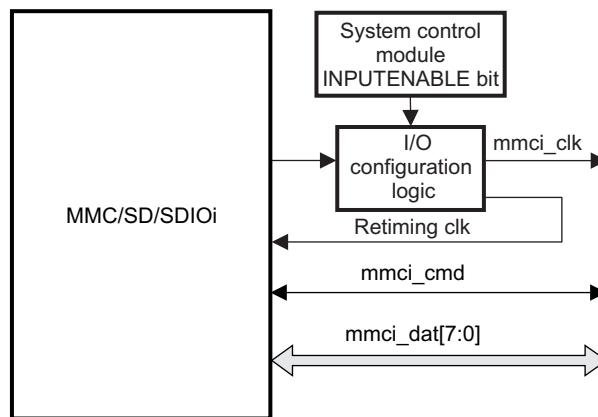 System control
module
INPUTENABLE bit
I/O
configuration
logic
mmci_clk
MMC/SD/SDIOi
Retiming clk
mmci_cmd
mmci_dat[7:0]